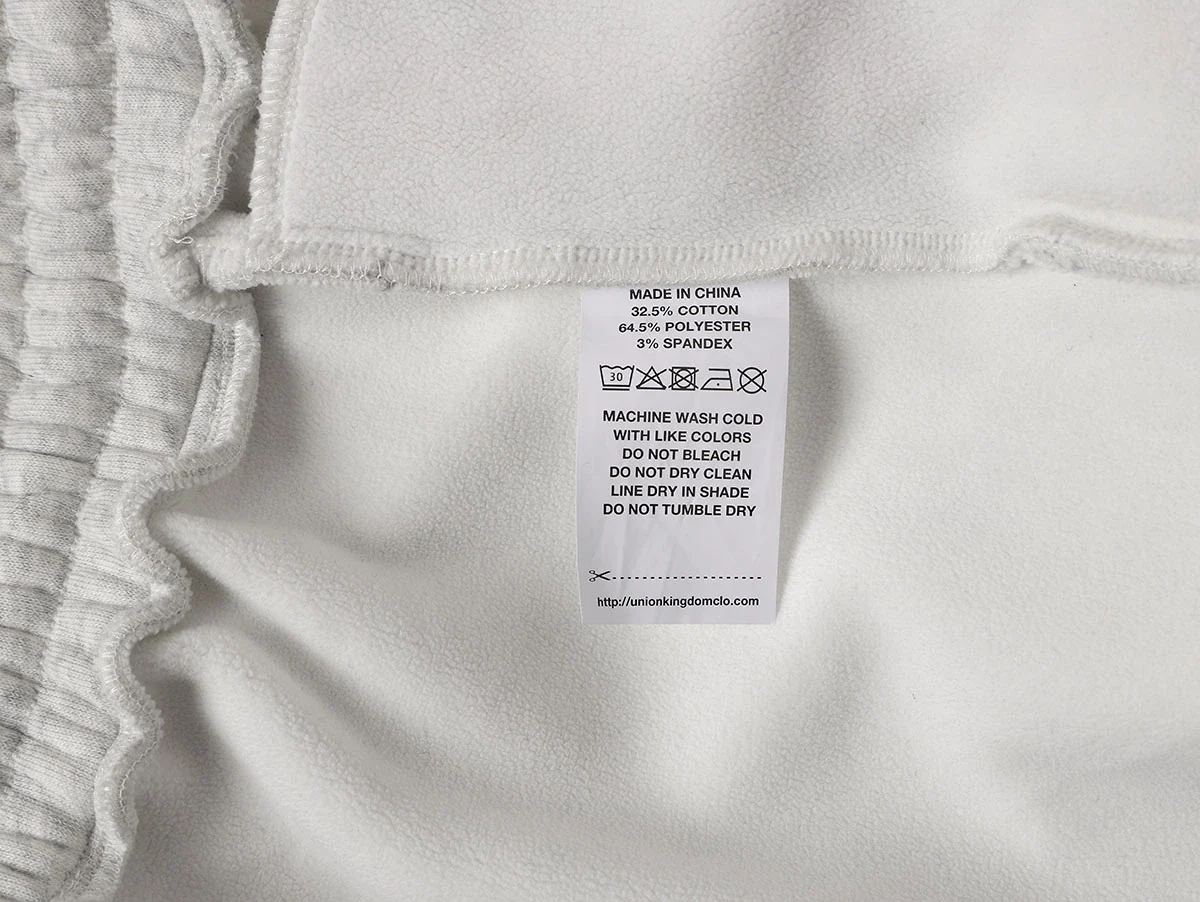 MADE IN CHINA
32.5% COTTON
64.5% POLYESTER
3% SPANDEX
30
MACHINE WASH COLD
WITH LIKE COLORS
DO NOT BLEACH
DO NOT DRY CLEAN
LINE DRY IN SHADE
DO NOT TUMBLE DRY
http://unionkingdomclo.com